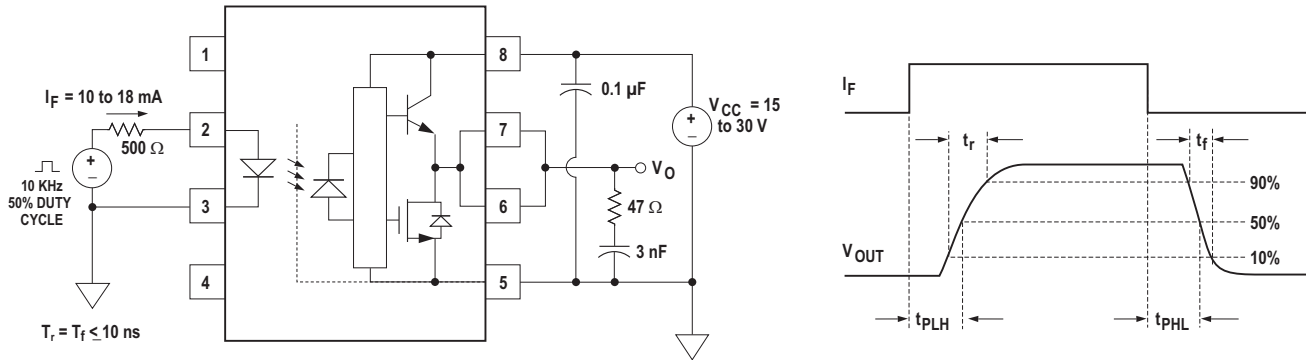 1
8
I_F = 10 to 18 mA
0.1 µF
V_CC = 15
to 30 V
+
–
2
7
500 Ω
+
–
10 KHz
50% DUTY
CYCLE
V_O
3
6
47 Ω
3 nF
4
5
T_r = T_f ≤ 10 ns
I_F
t_r
t_f
90%
50%
V_OUT
10%
t_PLH
t_PHL